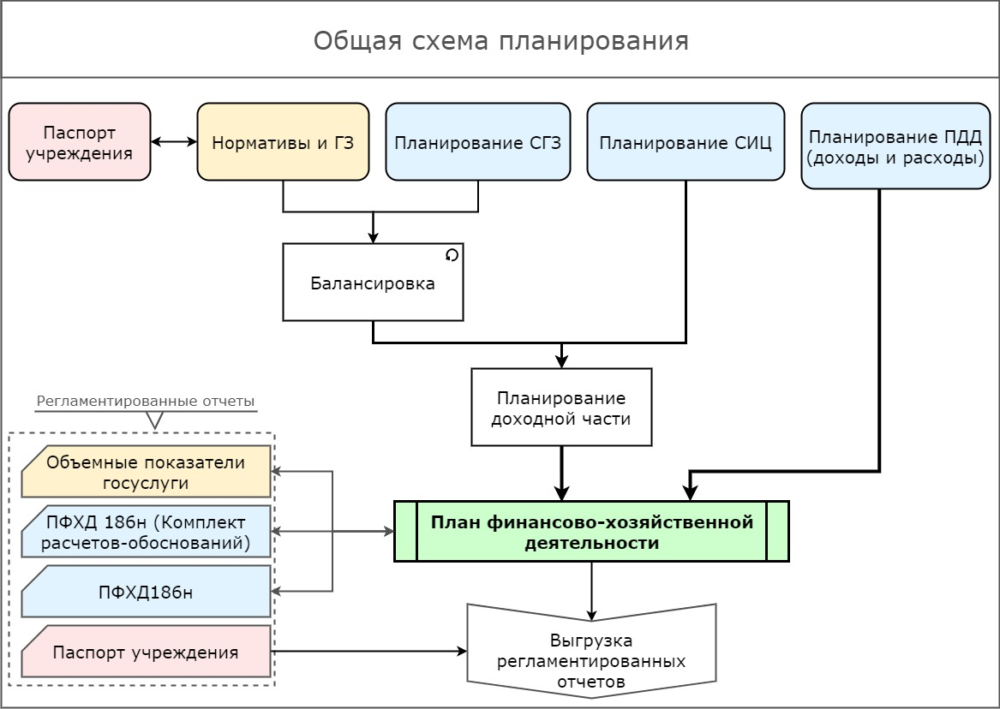 Общая схема планирования
Паспорт
учреждения
Нормативы и ГЗ
Планирование СГЗ
Планирование СИЦ
Планирование ПДД
(доходы и расходы)
Балансировка
Планирование
доходной части
Регламентированные отчеты
Объемные показатели
госуслуги
ПФХД 186н (Комплект
расчетов-обоснований)
ПФХД186н
Паспорт учреждения
План финансово-хозяйственной
деятельности
Выгрузка
регламентированных
отчетов